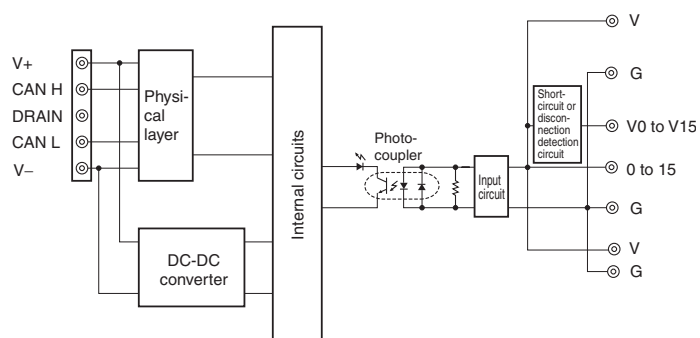 V+
CAN H
DRAIN
CAN L
V−
Physi-
cal
layer
DC-DC
converter
Internal circuits
Photo-
coupler
Input
circuit
Short-
circuit or
discon-
nection
detection
circuit
V
G
V0 to V15
0 to 15
G
V
G